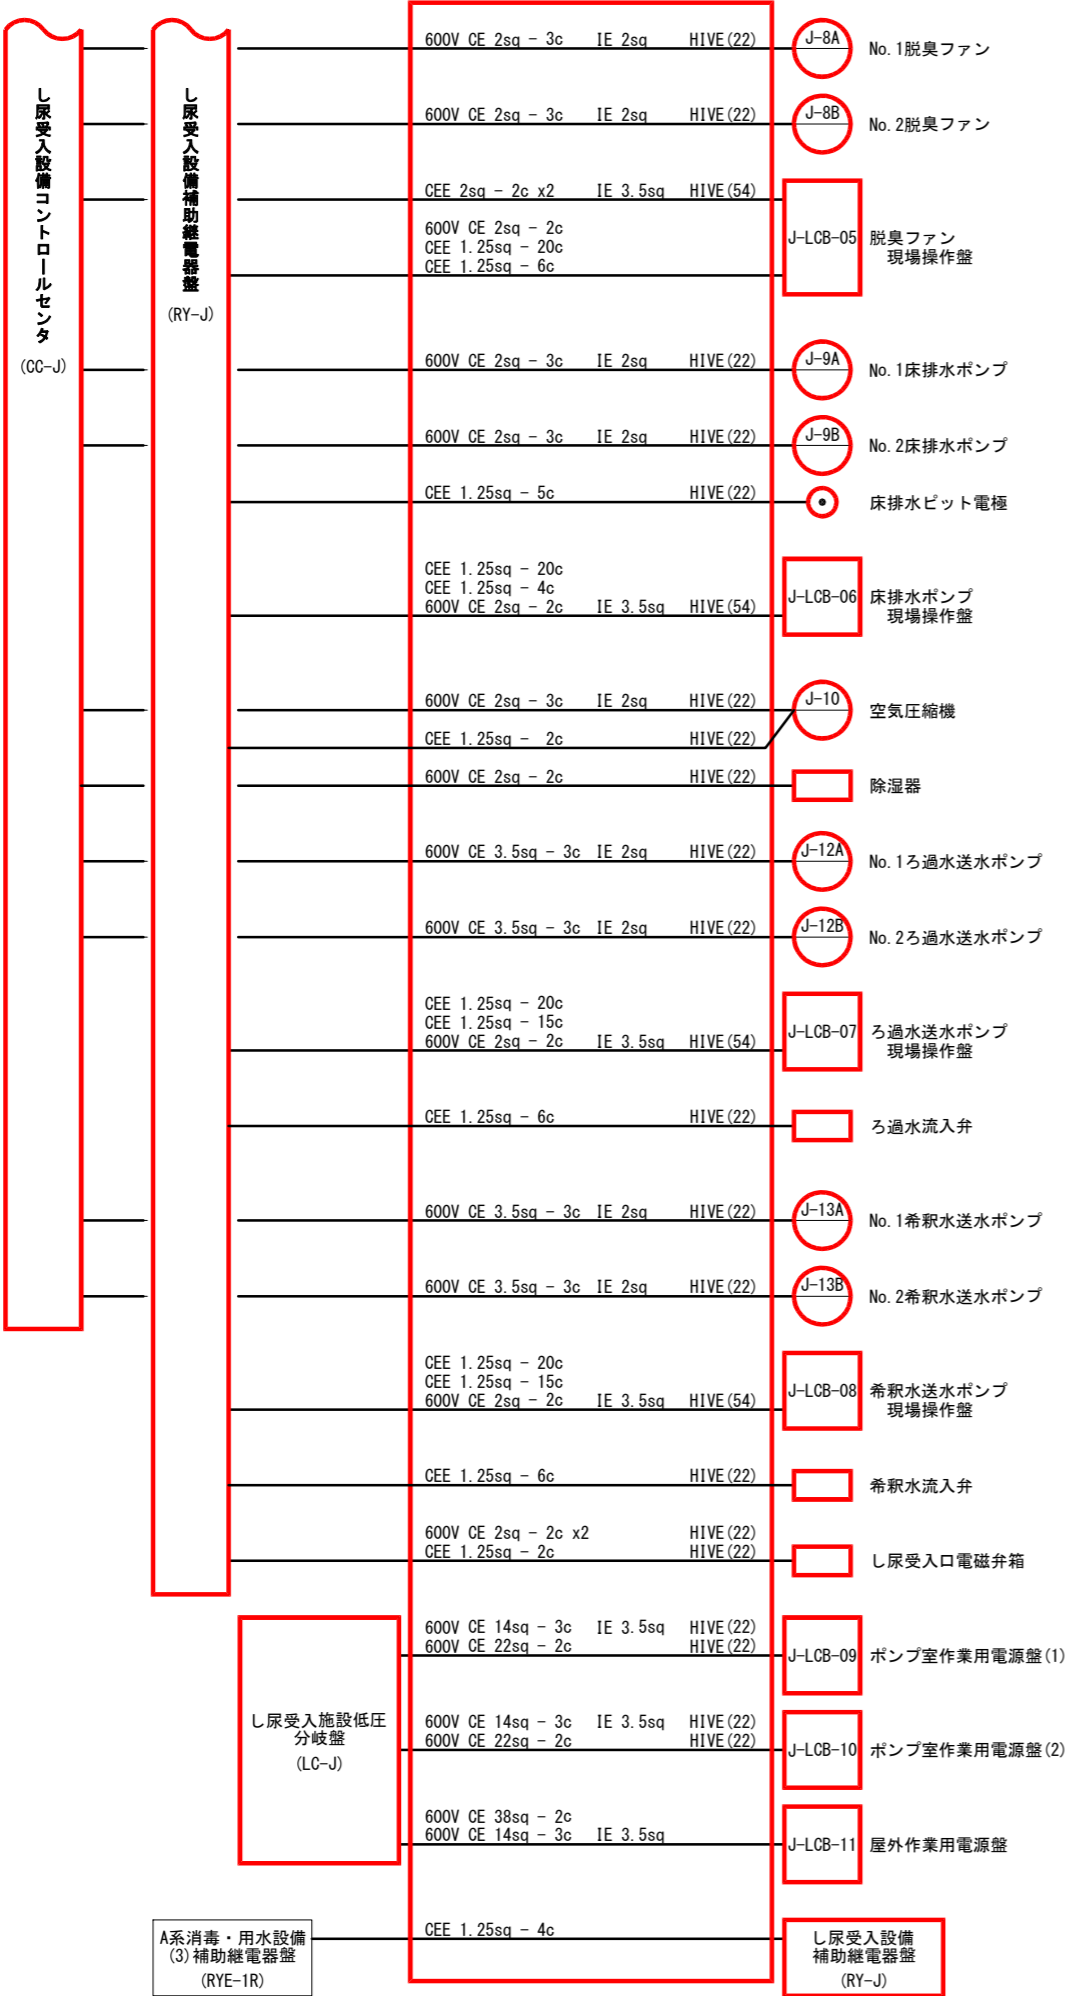 し尿受入設備コントロールセンタ
(CC-J)
し尿受入設備補助継電器盤
(RY-J)
600V CE 2sq - 3c IE 2sq HIVE(22) J-8A No.1脱臭ファン
600V CE 2sq - 3c IE 2sq HIVE(22) J-8B No.2脱臭ファン
CEE 2sq - 2c x2 IE 3.5sq HIVE(54)
600V CE 2sq - 2c
CEE 1.25sq - 20c
CEE 1.25sq - 6c
J-LCB-05 脱臭ファン
現場操作盤
600V CE 2sq - 3c IE 2sq HIVE(22) J-9A No.1床排水ポンプ
600V CE 2sq - 3c IE 2sq HIVE(22) J-9B No.2床排水ポンプ
CEE 1.25sq - 5c HIVE(22) 床排水ピット電極
CEE 1.25sq - 20c
CEE 1.25sq - 4c
600V CE 2sq - 2c IE 3.5sq HIVE(54)
J-LCB-06 床排水ポンプ
現場操作盤
600V CE 2sq - 3c IE 2sq HIVE(22) J-10 空気圧縮機
CEE 1.25sq - 2c HIVE(22)
600V CE 2sq - 2c HIVE(22) 除湿器
600V CE 3.5sq - 3c IE 2sq HIVE(22) J-12A No.1ろ過水送水ポンプ
600V CE 3.5sq - 3c IE 2sq HIVE(22) J-12B No.2ろ過水送水ポンプ
CEE 1.25sq - 20c
CEE 1.25sq - 15c
600V CE 2sq - 2c IE 3.5sq HIVE(54)
J-LCB-07 ろ過水送水ポンプ
現場操作盤
CEE 1.25sq - 6c HIVE(22) ろ過水流入弁
600V CE 3.5sq - 3c IE 2sq HIVE(22) J-13A No.1希釈水送水ポンプ
600V CE 3.5sq - 3c IE 2sq HIVE(22) J-13B No.2希釈水送水ポンプ
CEE 1.25sq - 20c
CEE 1.25sq - 15c
600V CE 2sq - 2c IE 3.5sq HIVE(54)
J-LCB-08 希釈水送水ポンプ
現場操作盤
CEE 1.25sq - 6c HIVE(22) 希釈水流入弁
600V CE 2sq - 2c x2 HIVE(22)
CEE 1.25sq - 2c HIVE(22) し尿受入口電磁弁箱
し尿受入施設低圧
分岐盤
(LC-J)
600V CE 14sq - 3c IE 3.5sq HIVE(22)
600V CE 22sq - 2c HIVE(22)
J-LCB-09 ポンプ室作業用電源盤(1)
600V CE 14sq - 3c IE 3.5sq HIVE(22)
600V CE 22sq - 2c HIVE(22)
J-LCB-10 ポンプ室作業用電源盤(2)
600V CE 38sq - 2c
600V CE 14sq - 3c IE 3.5sq
J-LCB-11 屋外作業用電源盤
A系消毒・用水設備
(3)補助継電器盤
(RYE-1R)
CEE 1.25sq - 4c
し尿受入設備
補助継電器盤
(RY-J)